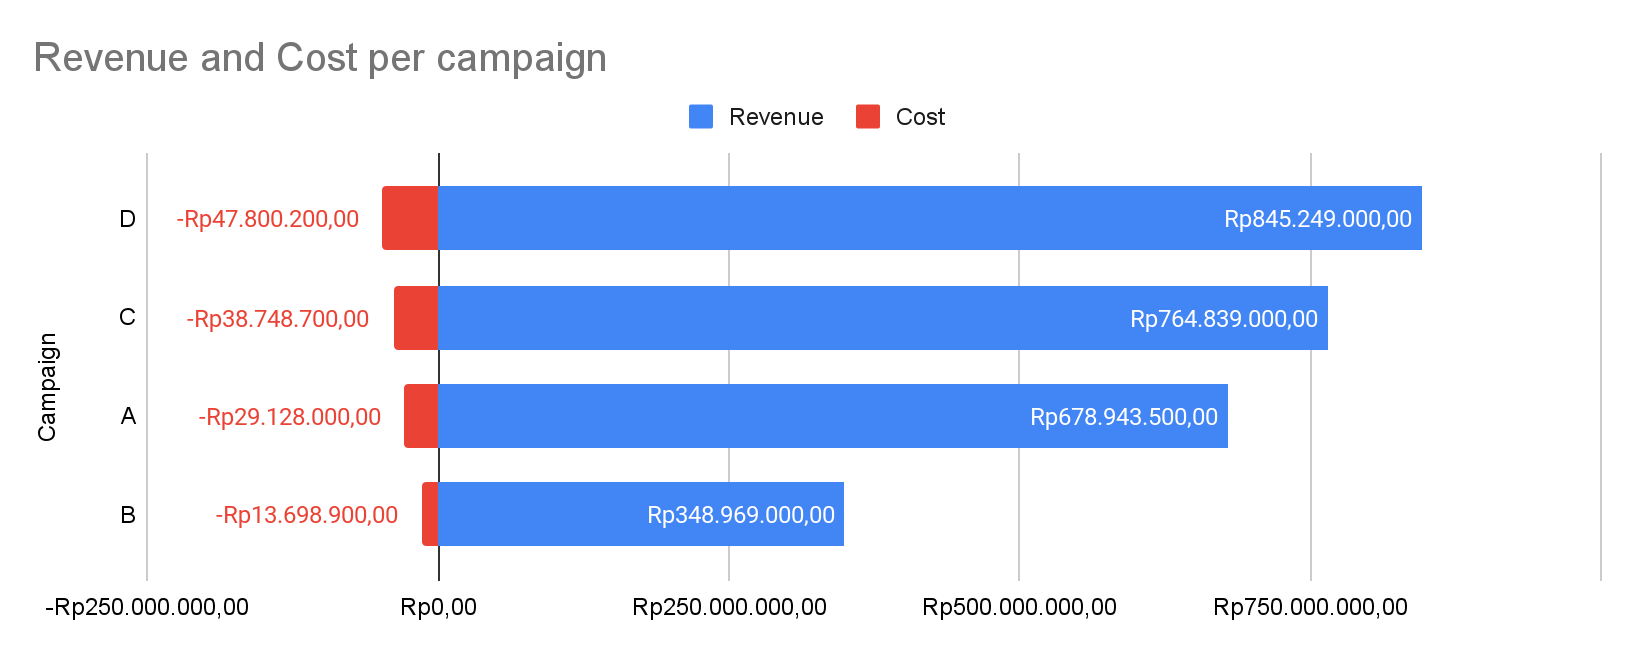 Revenue and Cost per campaign
Revenue Cost
D -Rp47.800.200,00 Rp845.249.000,00
C -Rp38.748.700,00 Rp764.839.000,00
A -Rp29.128.000,00 Rp678.943.500,00
B -Rp13.698.900,00 Rp348.969.000,00
Campaign
-Rp250.000.000,00 Rp0,00 Rp250.000.000,00 Rp500.000.000,00 Rp750.000.000,00